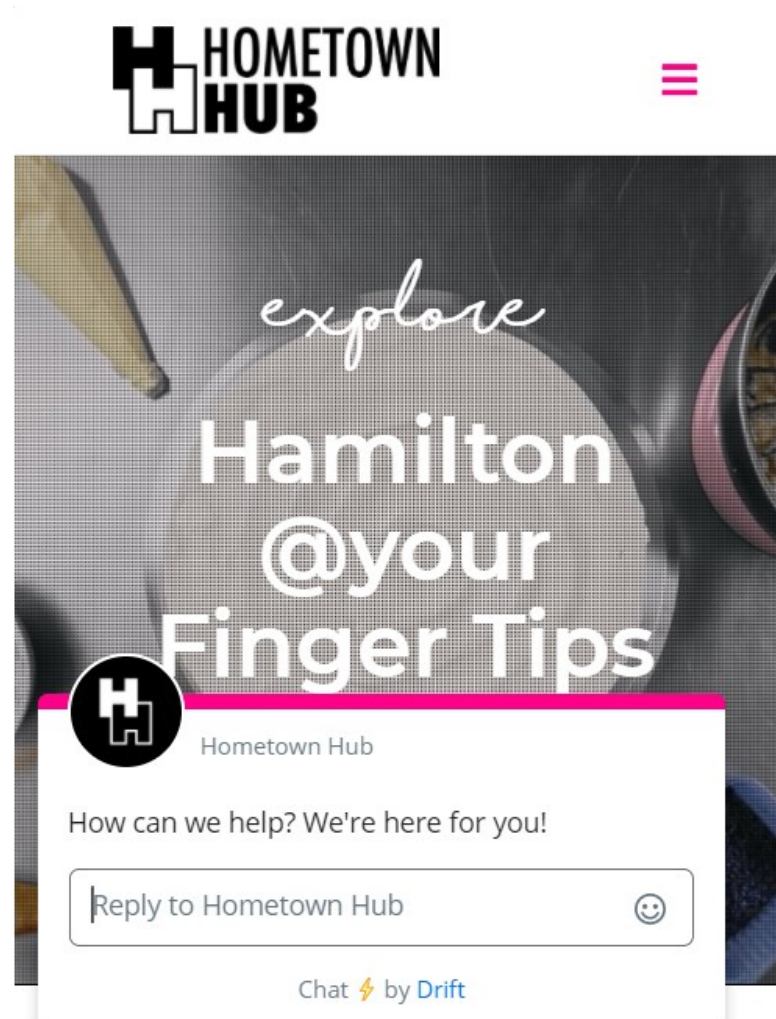 HOMETOWN
HUB
explore
Hamilton
@your
Finger Tips
Hometown Hub
How can we help? We're here for you!
Reply to Hometown Hub
Chat ⚡ by Drift